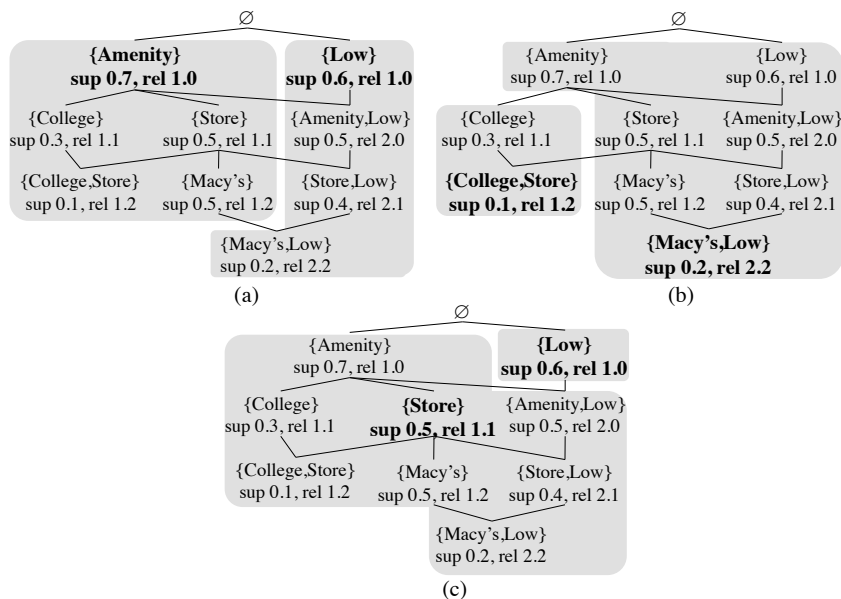 ∅
{Amenity} {Low}
sup 0.7, rel 1.0 sup 0.6, rel 1.0
{College} {Store} {Amenity,Low}
sup 0.3, rel 1.1 sup 0.5, rel 1.1 sup 0.5, rel 2.0
{College,Store} {Macy's} {Store,Low}
sup 0.1, rel 1.2 sup 0.5, rel 1.2 sup 0.4, rel 2.1
{Macy's,Low}
sup 0.2, rel 2.2
(a)
∅
{Amenity} {Low}
sup 0.7, rel 1.0 sup 0.6, rel 1.0
{College} {Store} {Amenity,Low}
sup 0.3, rel 1.1 sup 0.5, rel 1.1 sup 0.5, rel 2.0
{College,Store} {Macy's} {Store,Low}
sup 0.1, rel 1.2 sup 0.5, rel 1.2 sup 0.4, rel 2.1
{Macy's,Low}
sup 0.2, rel 2.2
(b)
∅
{Amenity} {Low}
sup 0.7, rel 1.0 sup 0.6, rel 1.0
{College} {Store} {Amenity,Low}
sup 0.3, rel 1.1 sup 0.5, rel 1.1 sup 0.5, rel 2.0
{College,Store} {Macy's} {Store,Low}
sup 0.1, rel 1.2 sup 0.5, rel 1.2 sup 0.4, rel 2.1
{Macy's,Low}
sup 0.2, rel 2.2
(c)